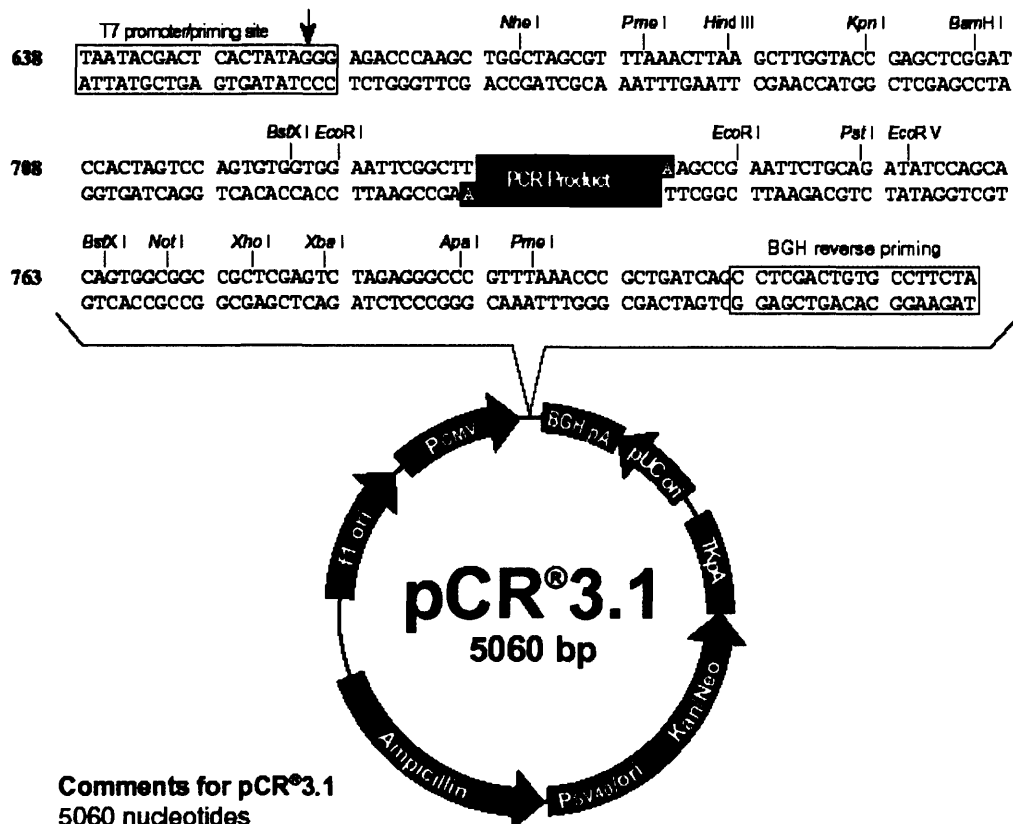 T7 promoter/priming site
Nhe I Pme I Hind III Kpn I BamH I
638 TAATACGACT CACTATAGGG AGACCCAAGC TGGCTAGCGT TTAAACTTAA GCTTGGTACC GAGCTCGGAT
ATTATGCTGA GTGATATCCC TCTGGGTTCG ACCGATCGCA AATTTGAATT CGAACCATGG CTCGAGCCTA
BstX I EcoR I EcoR I Pst I EcoR V
708 CCACTAGTCC AGTGTGGTGG AATTCGGCTT PCR Product A AGCCG AATTCTGCAG ATATCCAGCA
GGTGATCAGG TCACACCACC TTAAGCCGA A TTCGGC TTAAGACGTC TATAGGTCGT
BstX I Not I Xho I Xba I Apa I Pme I BGH reverse priming
763 CAGTGGCGGC CGCTCGAGTC TAGAGGGCCC GTTTAAACCC GCTGATCAGC CTCGACTGTG CCTTCTA
GTCACCGCCG GCGAGCTCAG ATCTCCCGGG CAAATTTGGG CGACTAGTCG GAGCTGACAC GGAAGAT
P CMV
BGH pA
pUC ori
f1 ori
TKpA
pCR®3.1
5060 bp
Kan Neo
Ampicillin
P SV40/ori
Comments for pCR®3.1
5060 nucleotides